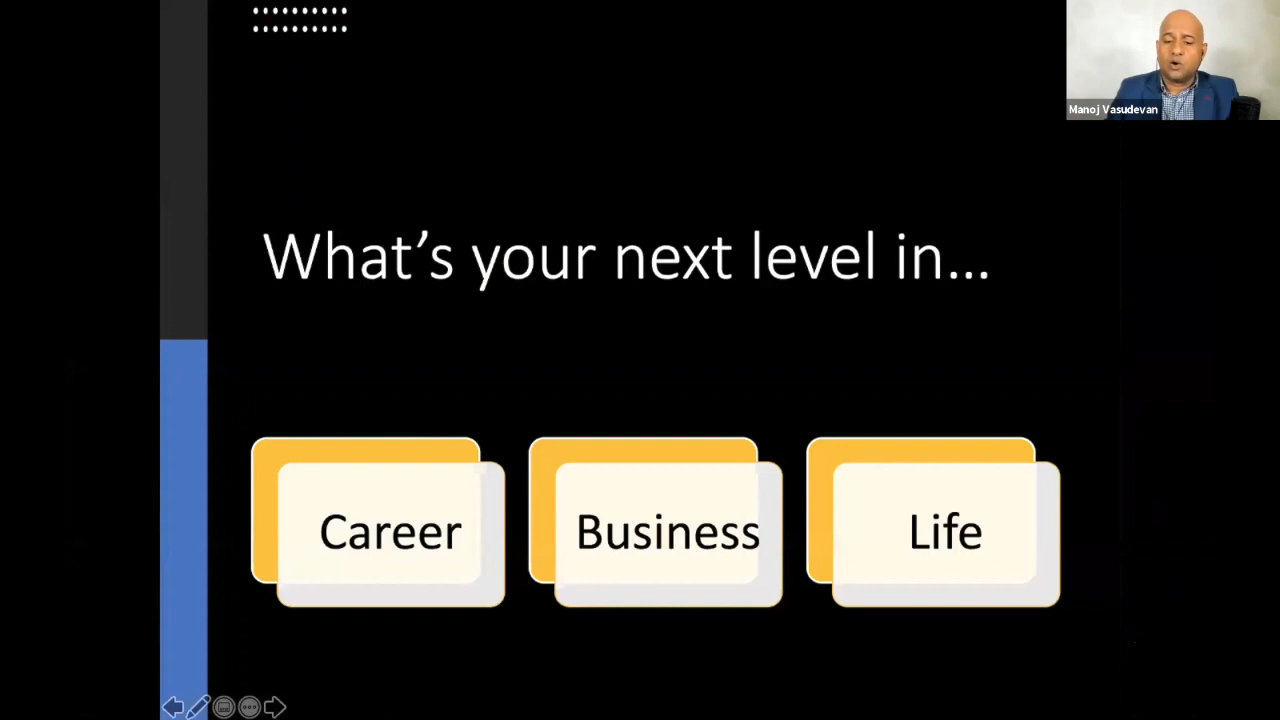 Manoj Vasudevan
What's your next level in...
Career
Business
Life